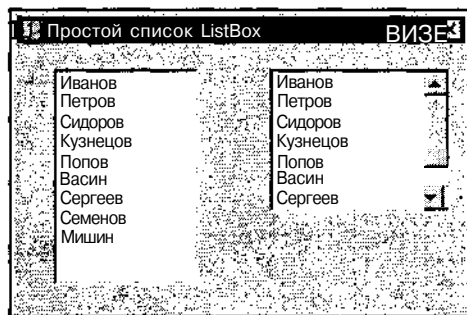 Простой список ListBox ВИЗЕ
Иванов
Петров
Сидоров
Кузнецов
Попов
Васин
Сергеев
Семенов
Мишин
Иванов
Петров
Сидоров
Кузнецов
Попов
Васин
Сергеев